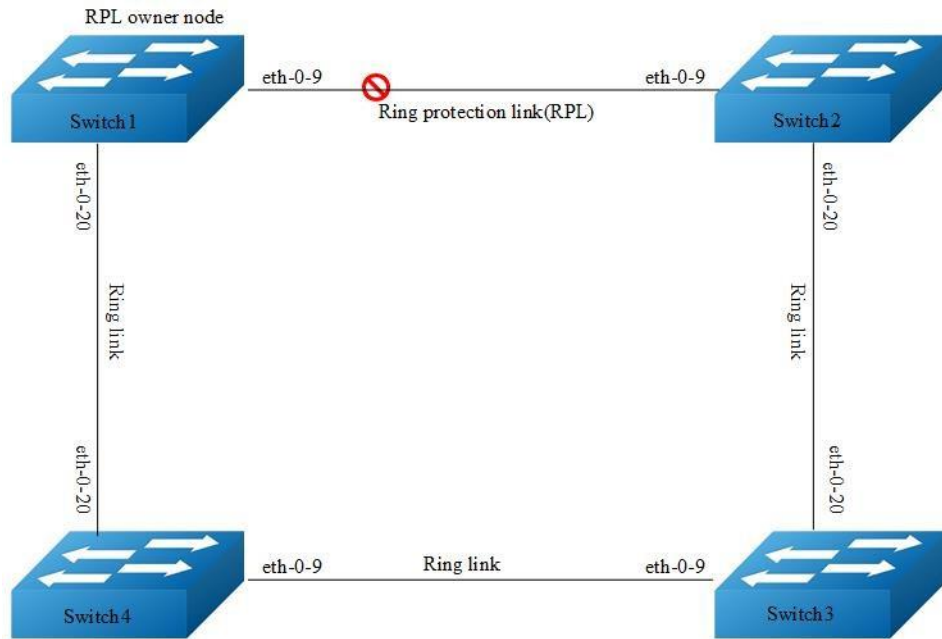 RPL owner node
eth-0-9
eth-0-9
Ring protection link(RPL)
Switch1
Switch2
eth-0-20
eth-0-20
Ring link
Ring link
eth-0-20
eth-0-20
Ring link
eth-0-9
eth-0-9
Switch4
Switch3